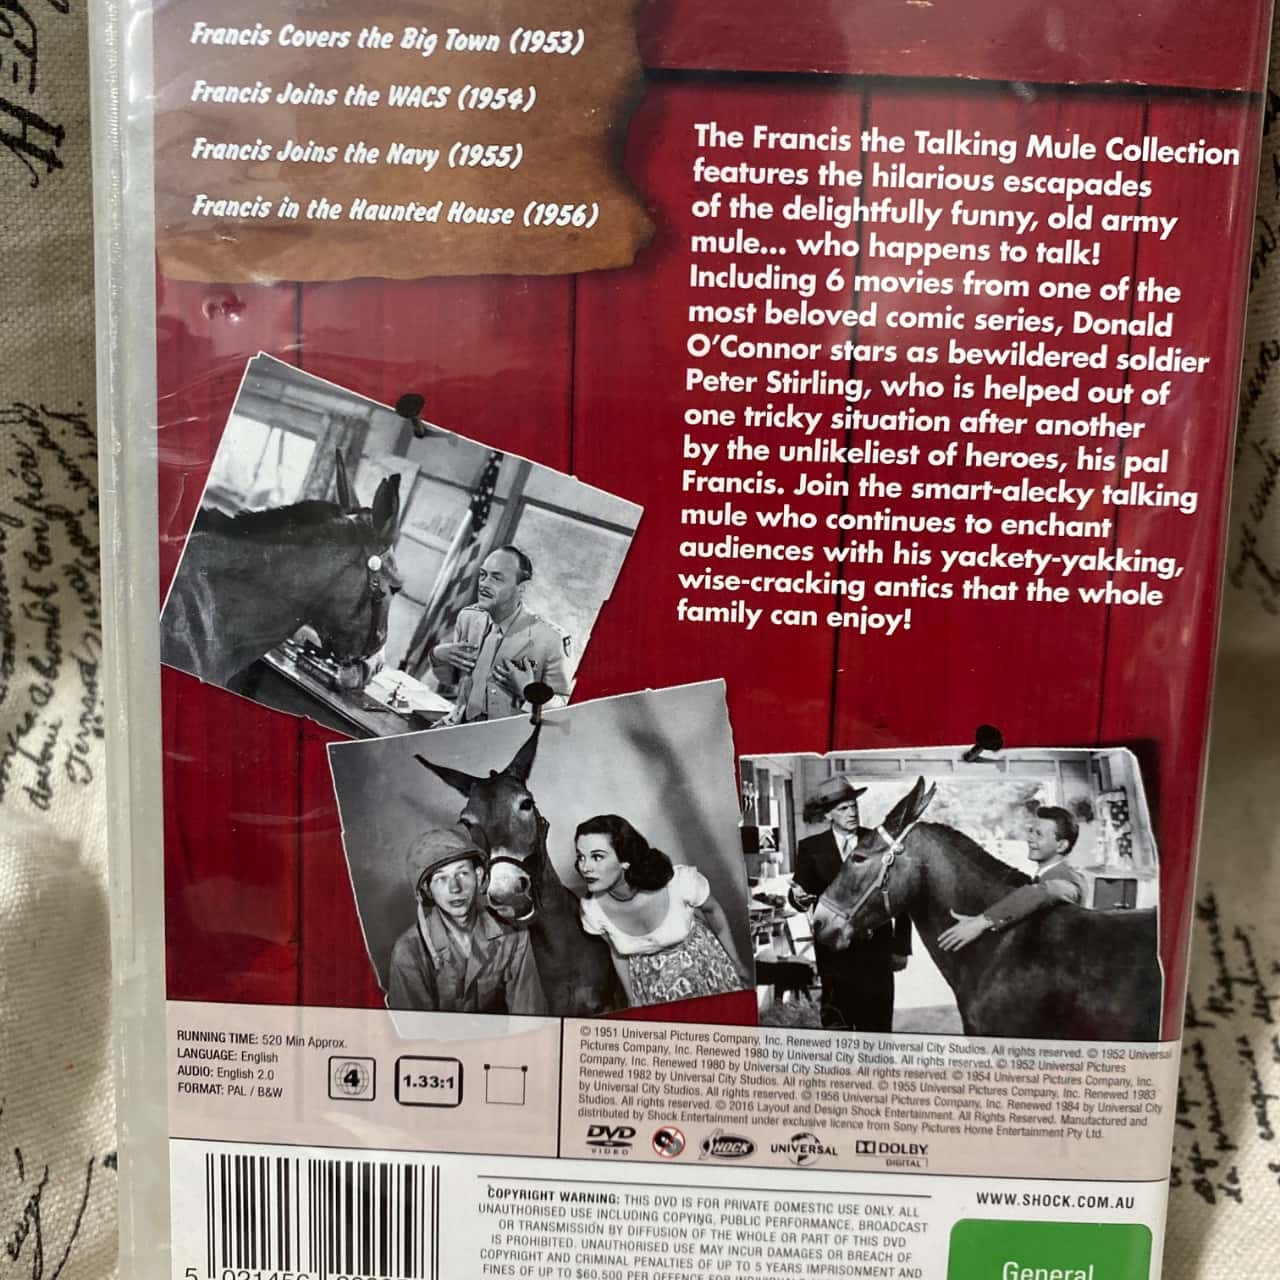 Francis Covers the Big Town (1953)
Francis Joins the WACS (1954)
Francis Joins the Navy (1955)
Francis in the Haunted House (1956)
The Francis the Talking Mule Collection
features the hilarious escapades
of the delightfully funny, old army
mule... who happens to talk!
Including 6 movies from one of the
most beloved comic series, Donald
O'Connor stars as bewildered soldier
Peter Stirling, who is helped out of
one tricky situation after another
by the unlikeliest of heroes, his pal
Francis. Join the smart-alecky talking
mule who continues to enchant
audiences with his yackety-yakking,
wise-cracking antics that the whole
family can enjoy!
RUNNING TIME: 520 Min Approx.
LANGUAGE: English
AUDIO: English 2.0
FORMAT: PAL / B&W
4
1.33:1
© 1951 Universal Pictures Company, Inc. Renewed 1979 by Universal City Studios. All rights reserved. © 1952 Universal
Pictures Company, Inc. Renewed 1980 by Universal City Studios. All rights reserved. © 1952 Universal Pictures
Company, Inc. Renewed 1980 by Universal City Studios. All rights reserved. © 1954 Universal Pictures Company, Inc.
Renewed 1982 by Universal City Studios. All rights reserved. © 1955 Universal Pictures Company, Inc. Renewed 1983
by Universal City Studios. All rights reserved. © 1956 Universal Pictures Company, Inc. Renewed 1984 by Universal City
Studios. All rights reserved. © 2016 Layout and Design Shock Entertainment. All Rights Reserved. Manufactured and
distributed by Shock Entertainment under exclusive licence from Sony Pictures Home Entertainment Pty Ltd.
DVD
VIDEO
SHOCK
UNIVERSAL
DOLBY
DIGITAL
COPYRIGHT WARNING: THIS DVD IS FOR PRIVATE DOMESTIC USE ONLY. ALL
UNAUTHORISED USE INCLUDING COPYING, PUBLIC PERFORMANCE, BROADCAST
OR TRANSMISSION BY DIFFUSION OF THE WHOLE OR PART OF THIS DVD
IS PROHIBITED. UNAUTHORISED USE MAY INCUR DAMAGES OR BREACH OF
COPYRIGHT AND CRIMINAL PENALTIES OF UP TO 5 YEARS IMPRISONMENT AND
FINES OF UP TO $60,500 PER OFFENCE FOR
WWW.SHOCK.COM.AU
General